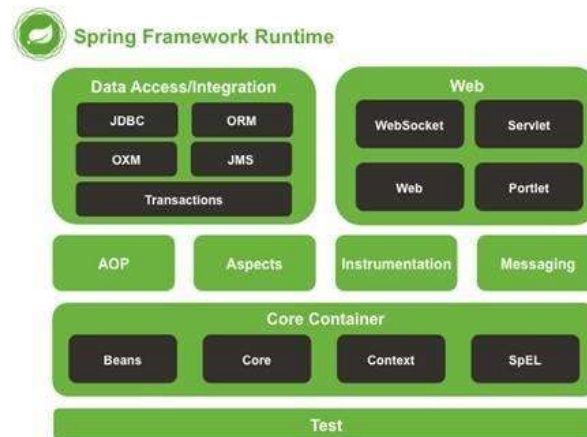 Spring Framework Runtime
Data Access/Integration
JDBC
ORM
OXM
JMS
Transactions
Web
WebSocket
Servlet
Web
Portlet
AOP
Aspects
Instrumentation
Messaging
Core Container
Beans
Core
Context
SpEL
Test